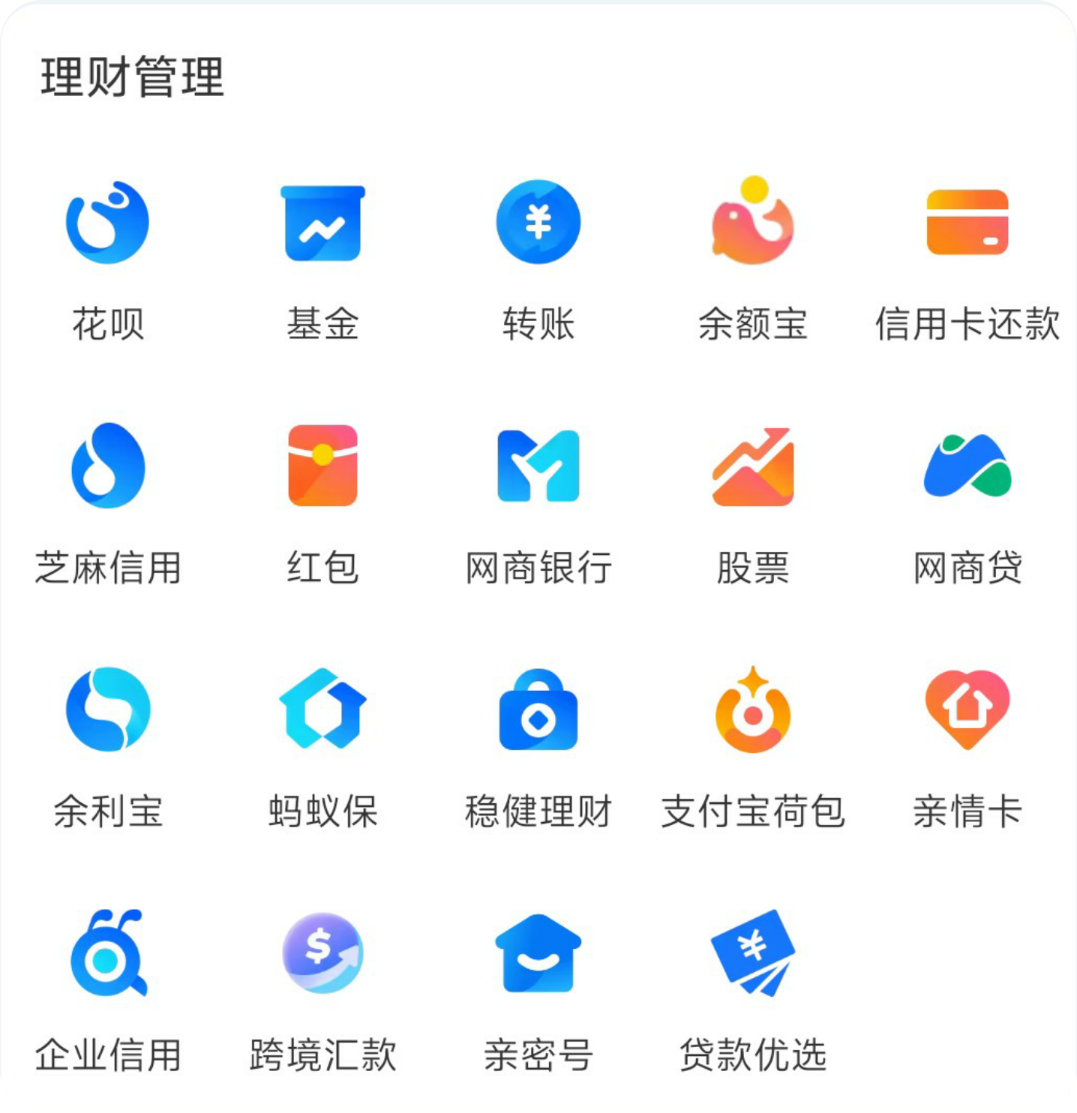 理财管理
花呗
基金
转账
余额宝
信用卡还款
芝麻信用
红包
网商银行
股票
网商贷
余利宝
蚂蚁保
稳健理财
支付宝荷包
亲情卡
企业信用
跨境汇款
亲密号
贷款优选